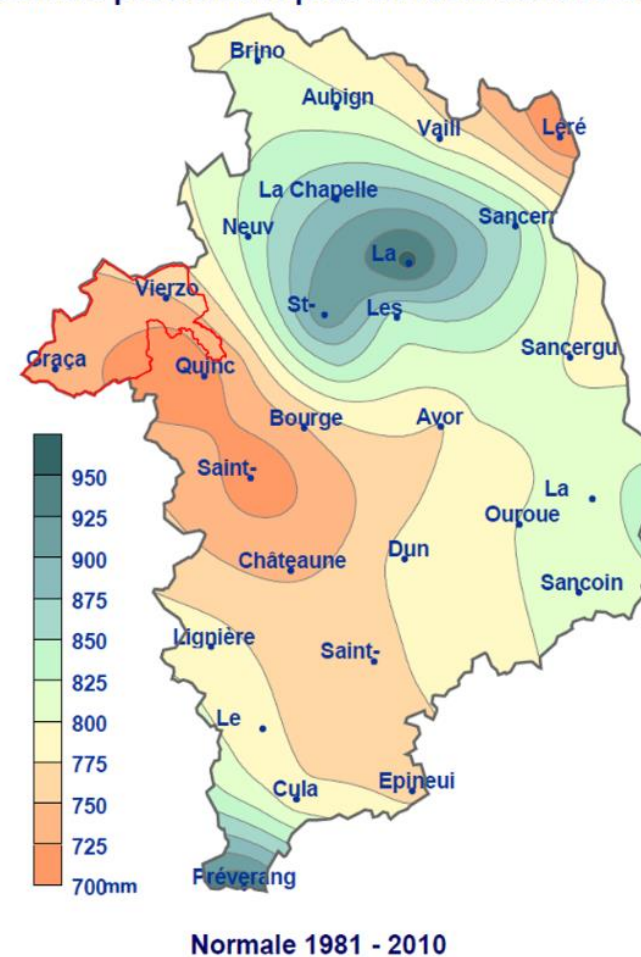 Brino
Aubign
Vaill
Léré
La Chapelle
Sancerr
Neuv
La
Vierzo
St-
Les
Graça
Quinc
Sancergu
Bourge
Avor
Saint-
La
Ouroue
Châteaune
Dun
Sancoin
Lignière
Saint-
Le
Cula
Epineui
Préverang
950
925
900
875
850
825
800
775
750
725
700mm
Normale 1981 - 2010